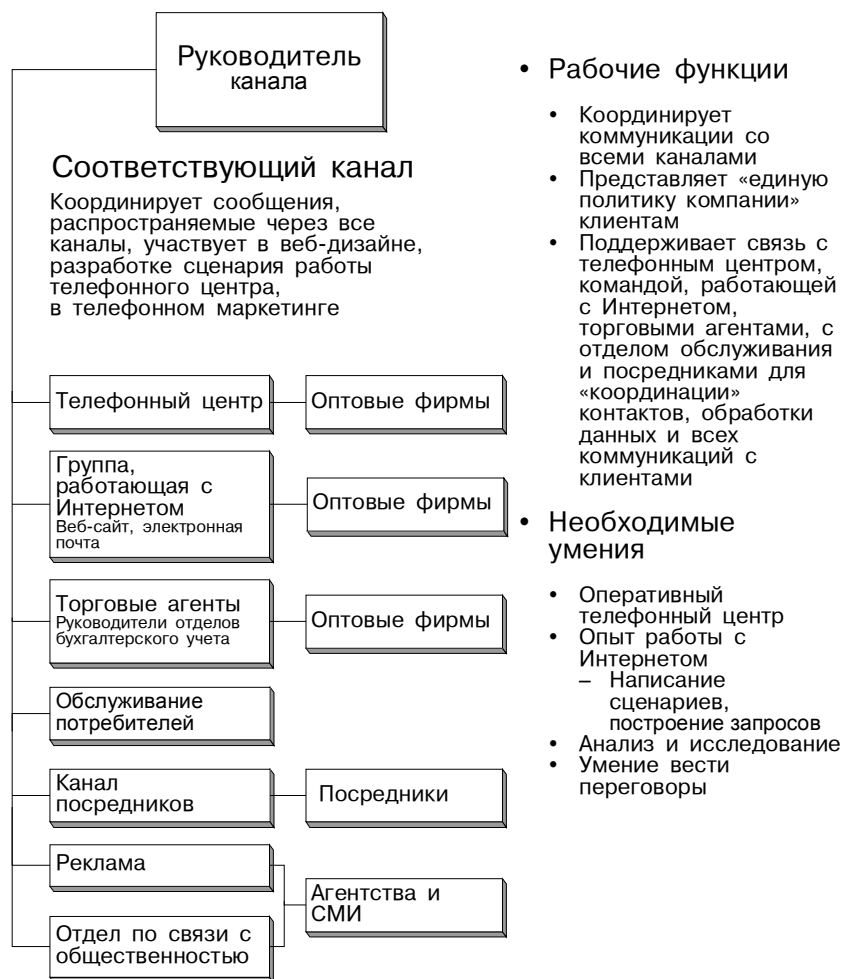 Руководитель
канала
Соответствующий канал
Координирует сообщения,
распространяемые через все
каналы, участвует в веб-дизайне,
разработке сценария работы
телефонного центра,
в телефонном маркетинге
Телефонный центр
Оптовые фирмы
Группа,
работающая с
Интернетом
Веб-сайт, электронная
почта
Оптовые фирмы
Торговые агенты
Руководители отделов
бухгалтерского учета
Оптовые фирмы
Обслуживание
потребителей
Канал
посредников
Посредники
Реклама
Отдел по связи с
общественностью
Агентства и
СМИ
• Рабочие функции
• Координирует
коммуникации со
всеми каналами
• Представляет «единую
политику компании»
клиентам
• Поддерживает связь с
телефонным центром,
командой, работающей
с Интернетом,
торговыми агентами, с
отделом обслуживания
и посредниками для
«координации»
контактов, обработки
данных и всех
коммуникаций с
клиентами
• Необходимые
умения
• Оперативный
телефонный центр
• Опыт работы с
Интернетом
– Написание
сценариев,
построение запросов
• Анализ и исследование
• Умение вести
переговоры